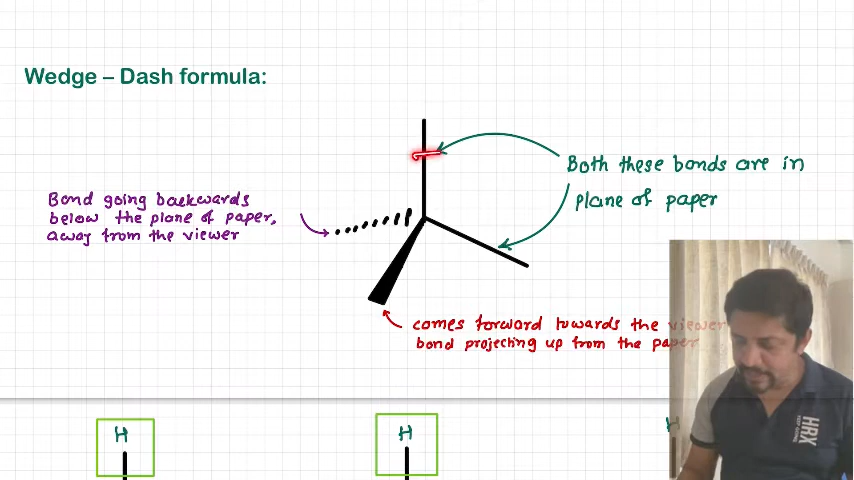 Wedge – Dash formula:
Both these bonds are in
plane of paper
Bond going backwards
below the plane of paper,
away from the viewer
comes forward towards the viewer
bond projecting up from the paper
H
H
H
HRX